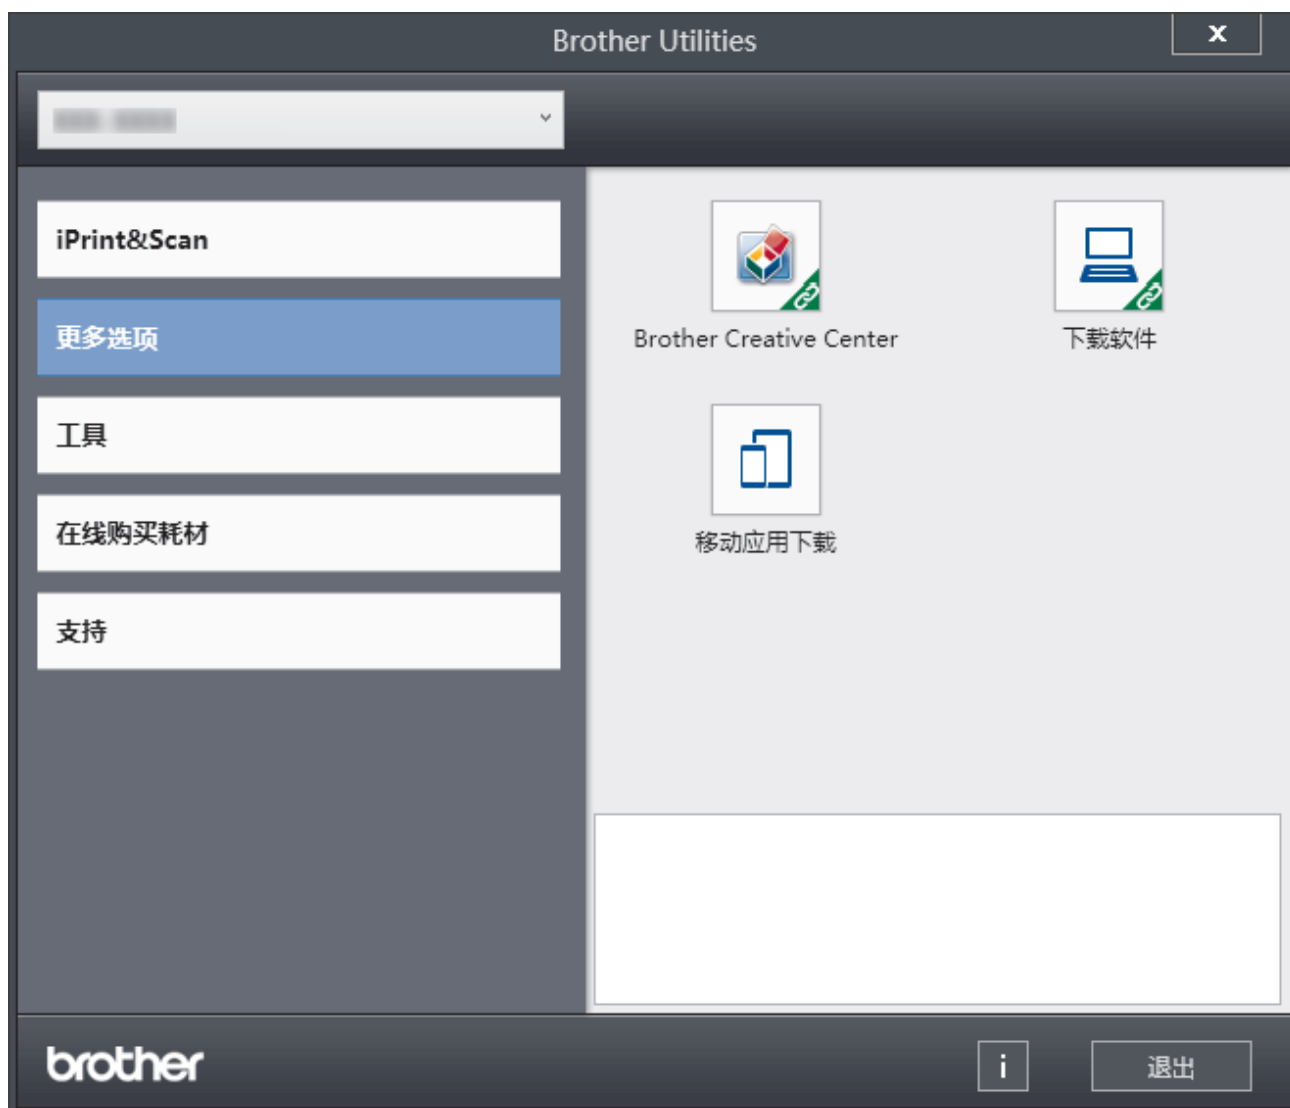 Brother Utilities
x
iPrint&Scan
更多选项
工具
在线购买耗材
支持
Brother Creative Center
下载软件
移动应用下载
brother
i
退出